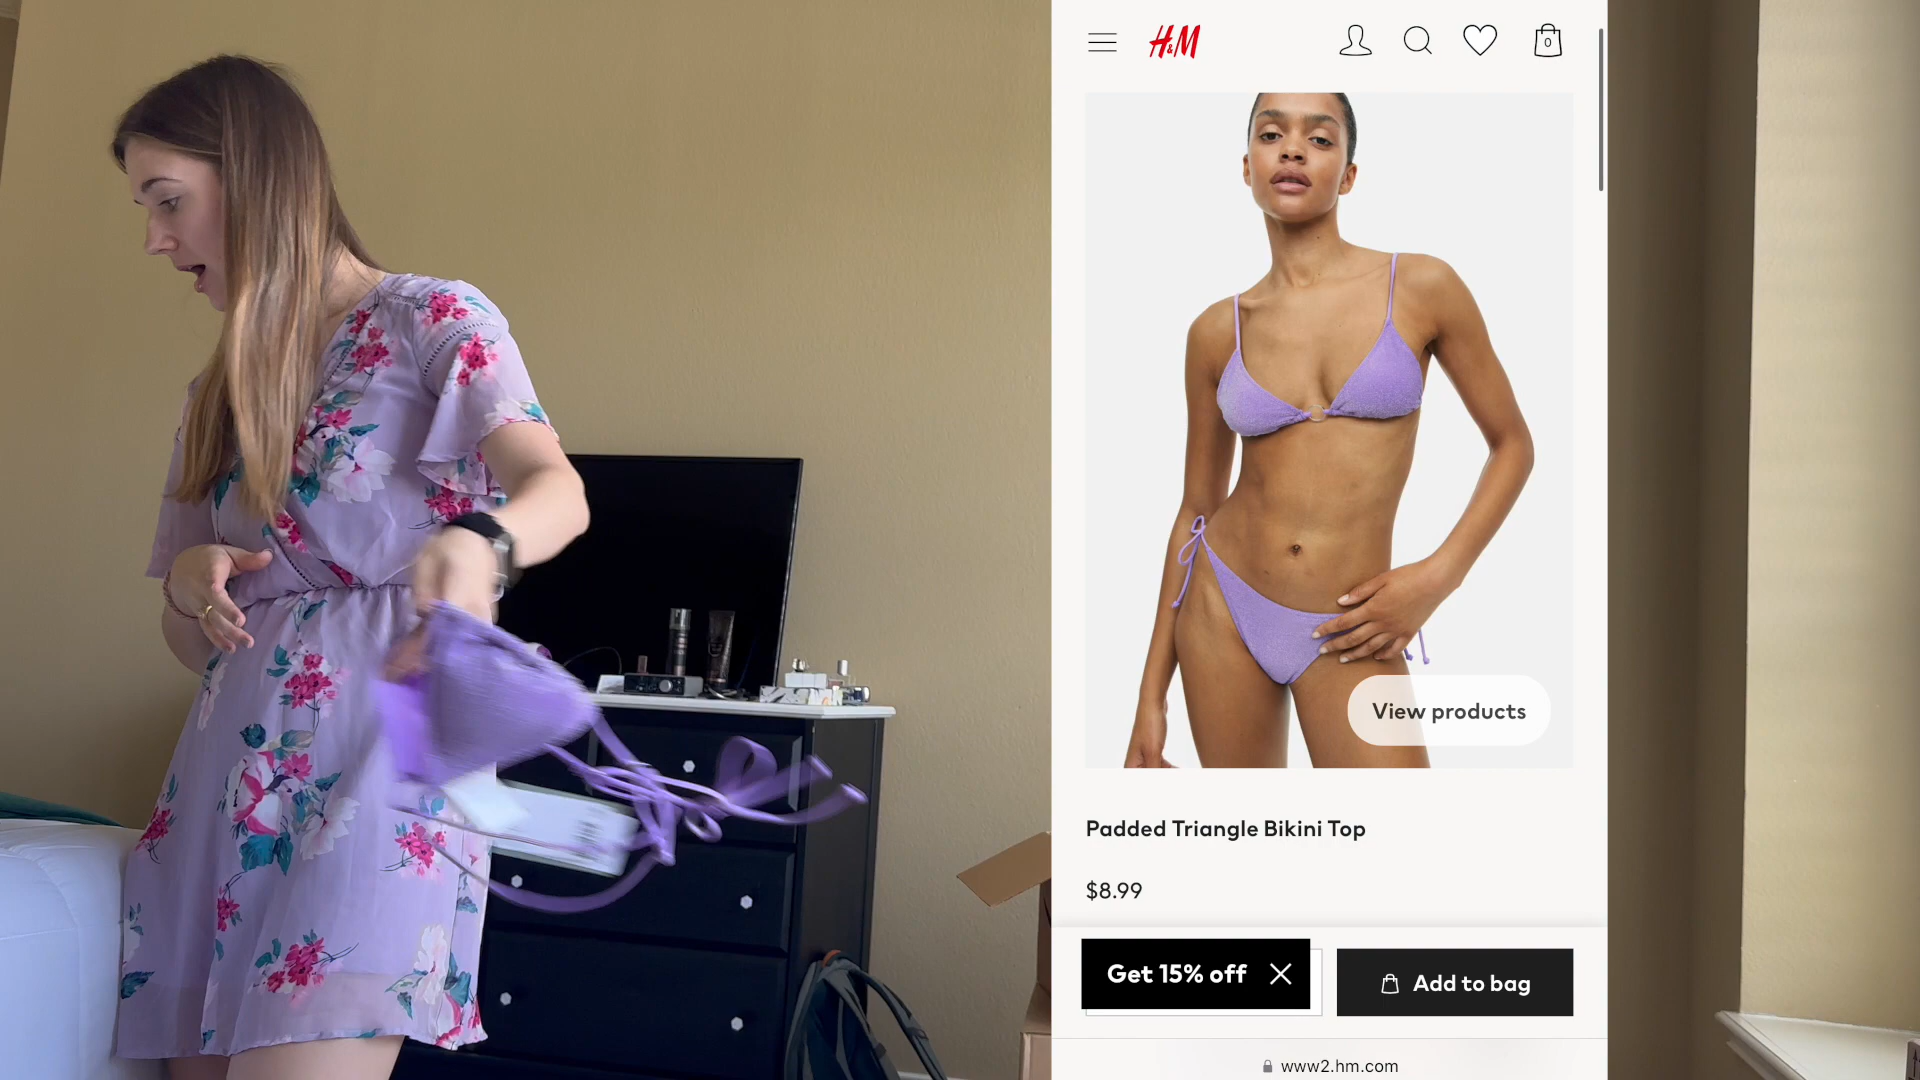 H&M
0
View products
Padded Triangle Bikini Top
$8.99
Get 15% off
Add to bag
www2.hm.com